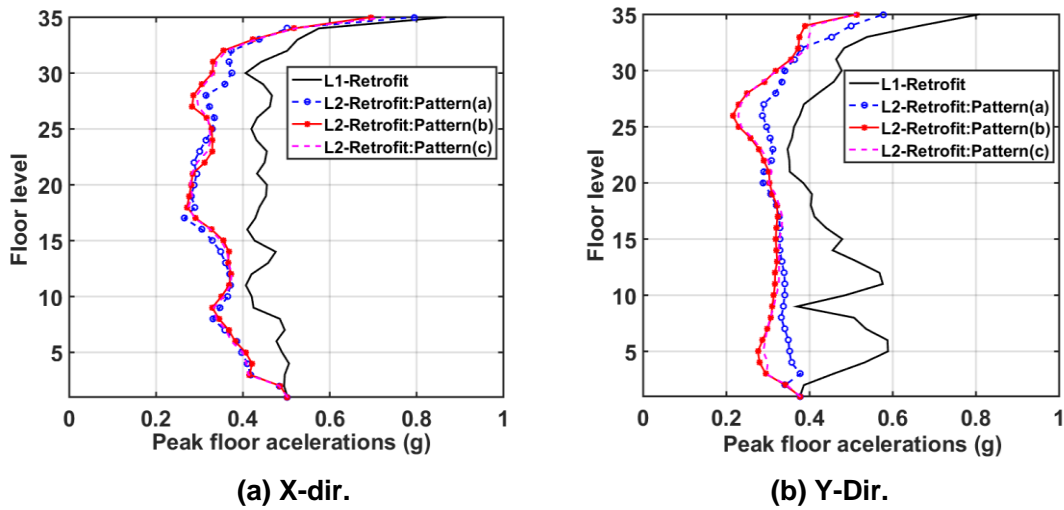 35
30
25
20
15
10
5
Floor level
L1-Retrofit
L2-Retrofit:Pattern(a)
L2-Retrofit:Pattern(b)
L2-Retrofit:Pattern(c)
0 0.2 0.4 0.6 0.8 1
Peak floor acelerations (g)
(a) X-dir.
35
30
25
20
15
10
5
Floor level
L1-Retrofit
L2-Retrofit:Pattern(a)
L2-Retrofit:Pattern(b)
L2-Retrofit:Pattern(c)
0 0.2 0.4 0.6 0.8 1
Peak floor acelerations (g)
(b) Y-Dir.